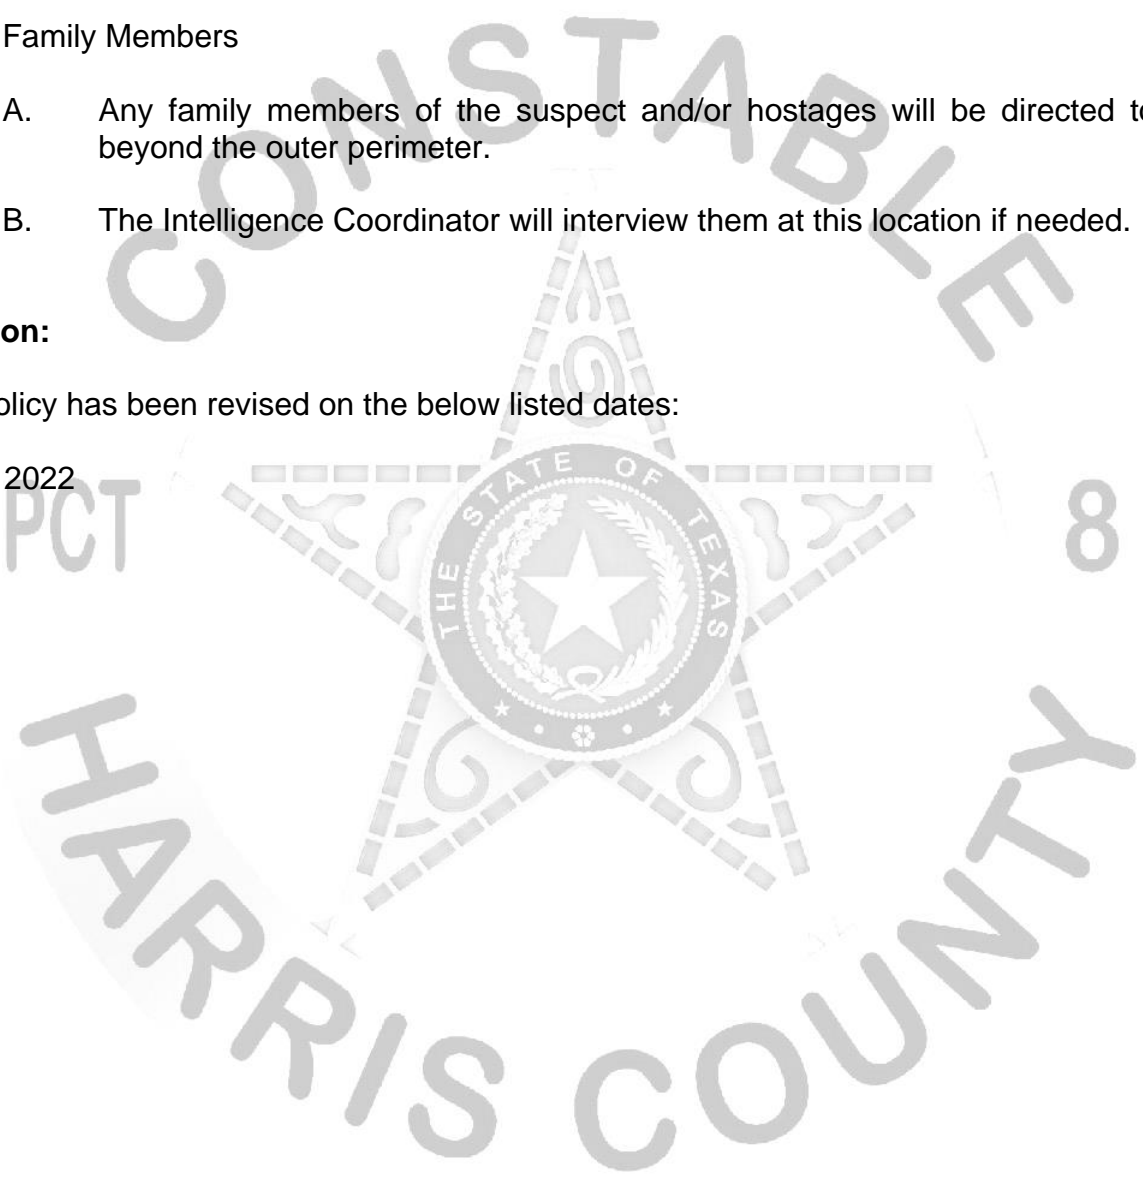 Family Members
A. Any family members of the suspect and/or hostages will be directed to
beyond the outer perimeter.
B. The Intelligence Coordinator will interview them at this location if needed.
on:
olicy has been revised on the below listed dates:
2022
CONSTABLE
PCT 8
THE STATE OF TEXAS
HARRIS COUNTY